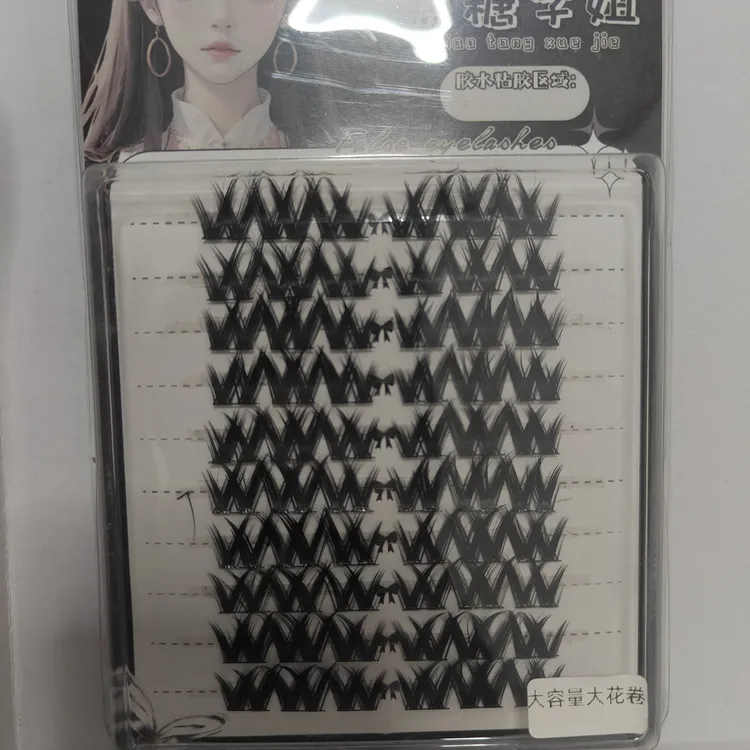 糖学姐
tang xue jie
胶水粘胶区域:
False eyelashes
大容量大花卷